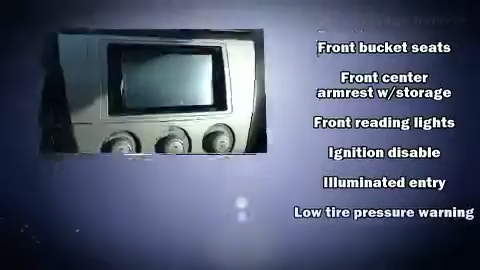 Front bucket seats
Front center
armrest w/storage
Front reading lights
Ignition disable
Illuminated entry
Low tire pressure warning